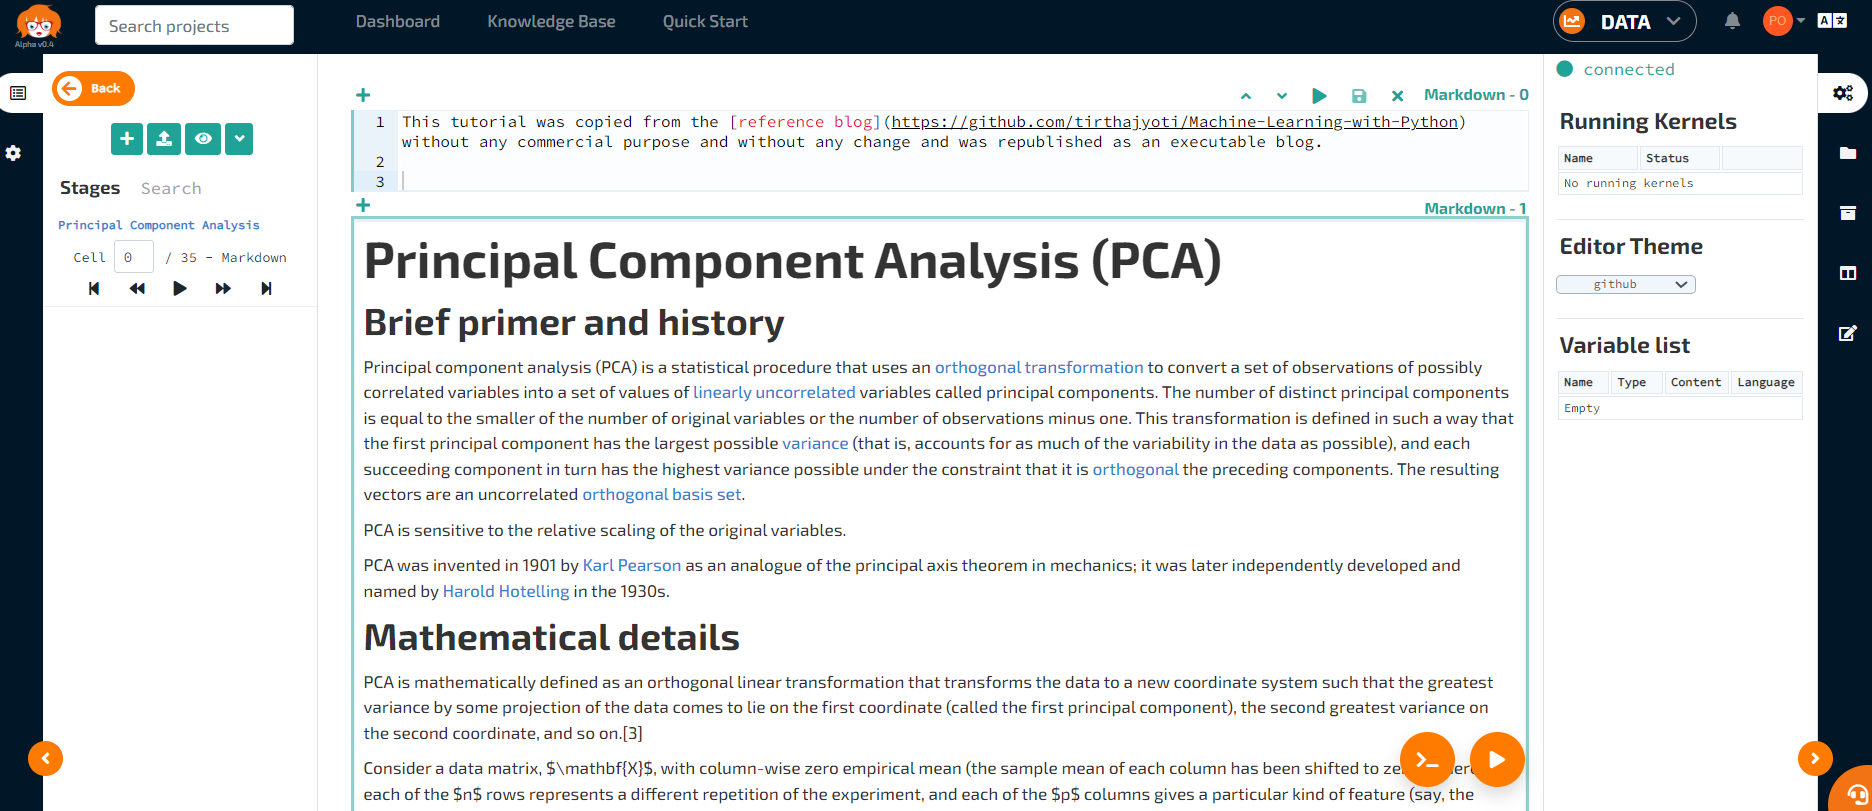 Alpha v0.4
Search projects
Dashboard
Knowledge Base
Quick Start
DATA
PO
A
Back
Stages
Search
Principal Component Analysis
Cell 0 / 35 - Markdown
Markdown - 0
1 This tutorial was copied from the [reference blog](https://github.com/tirthajyoti/Machine-Learning-with-Python)
without any commercial purpose and without any change and was republished as an executable blog.
2
3
Markdown - 1
Principal Component Analysis (PCA)
Brief primer and history
Principal component analysis (PCA) is a statistical procedure that uses an orthogonal transformation to convert a set of observations of possibly
correlated variables into a set of values of linearly uncorrelated variables called principal components. The number of distinct principal components
is equal to the smaller of the number of original variables or the number of observations minus one. This transformation is defined in such a way that
the first principal component has the largest possible variance (that is, accounts for as much of the variability in the data as possible), and each
succeeding component in turn has the highest variance possible under the constraint that it is orthogonal the preceding components. The resulting
vectors are an uncorrelated orthogonal basis set.
PCA is sensitive to the relative scaling of the original variables.
PCA was invented in 1901 by Karl Pearson as an analogue of the principal axis theorem in mechanics; it was later independently developed and
named by Harold Hotelling in the 1930s.
Mathematical details
PCA is mathematically defined as an orthogonal linear transformation that transforms the data to a new coordinate system such that the greatest
variance by some projection of the data comes to lie on the first coordinate (called the first principal component), the second greatest variance on
the second coordinate, and so on.[3]
Consider a data matrix, $\mathbf{X}$, with column-wise zero empirical mean (the sample mean of each column has been shifted to
each of the $n$ rows represents a different repetition of the experiment, and each of the $p$ columns gives a particular kind of feature (say, the
connected
Running Kernels
Name Status
No running kernels
Editor Theme
github
Variable list
Name Type Content Language
Empty